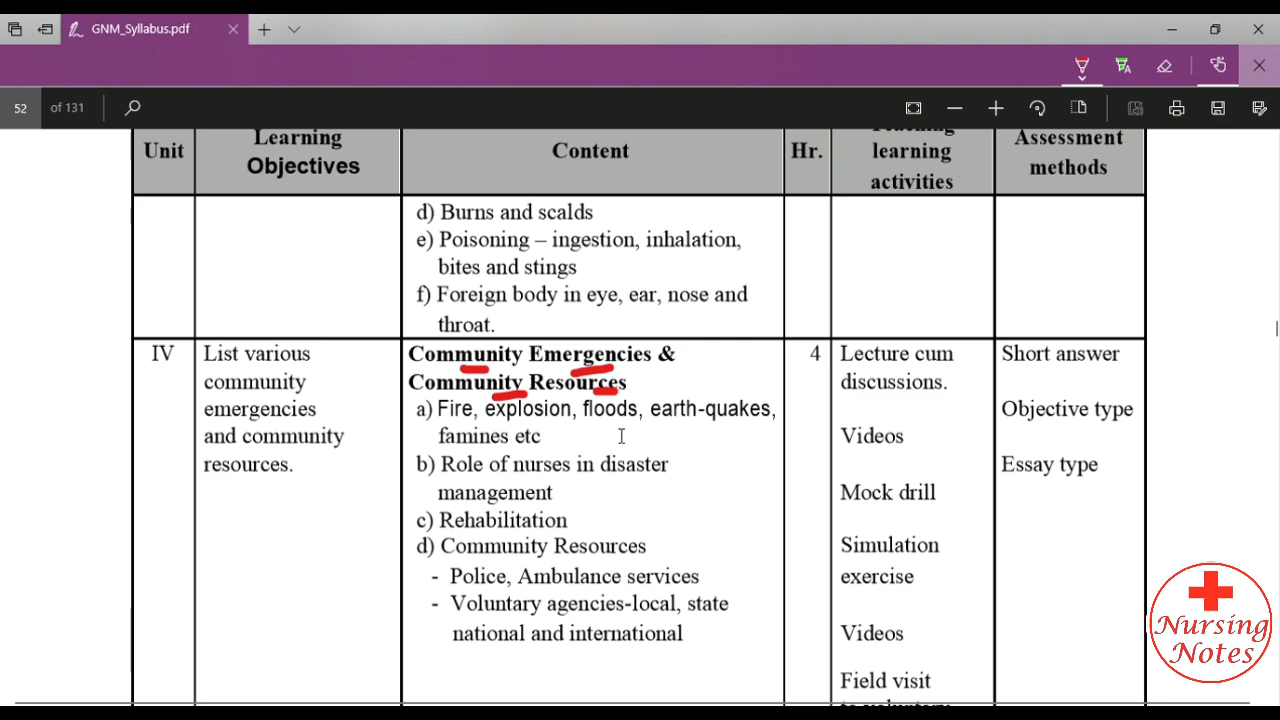 GNM_Syllabus.pdf
52 of 131
Unit
Learning
Objectives
Content
Hr.
Teaching
learning
activities
Assessment
methods
d) Burns and scalds
e) Poisoning – ingestion, inhalation,
bites and stings
f) Foreign body in eye, ear, nose and
throat.
IV
List various
community
emergencies
and community
resources.
Community Emergencies &
Community Resources
a) Fire, explosion, floods, earth-quakes,
famines etc
b) Role of nurses in disaster
management
c) Rehabilitation
d) Community Resources
- Police, Ambulance services
- Voluntary agencies-local, state
national and international
4
Lecture cum
discussions.
Videos
Mock drill
Simulation
exercise
Videos
Field visit
to voluntary
Short answer
Objective type
Essay type
Nursing
Notes